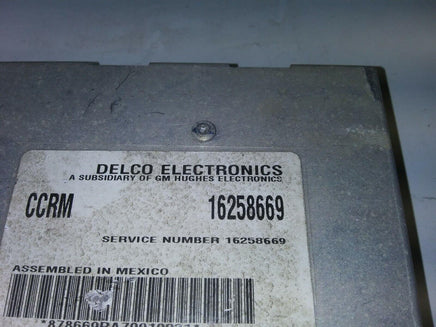 DELCO ELECTRONICS
A SUBSIDIARY OF GM HUGHES ELECTRONICS
CCRM 16258669
SERVICE NUMBER 16258669
ASSEMBLED IN MEXICO